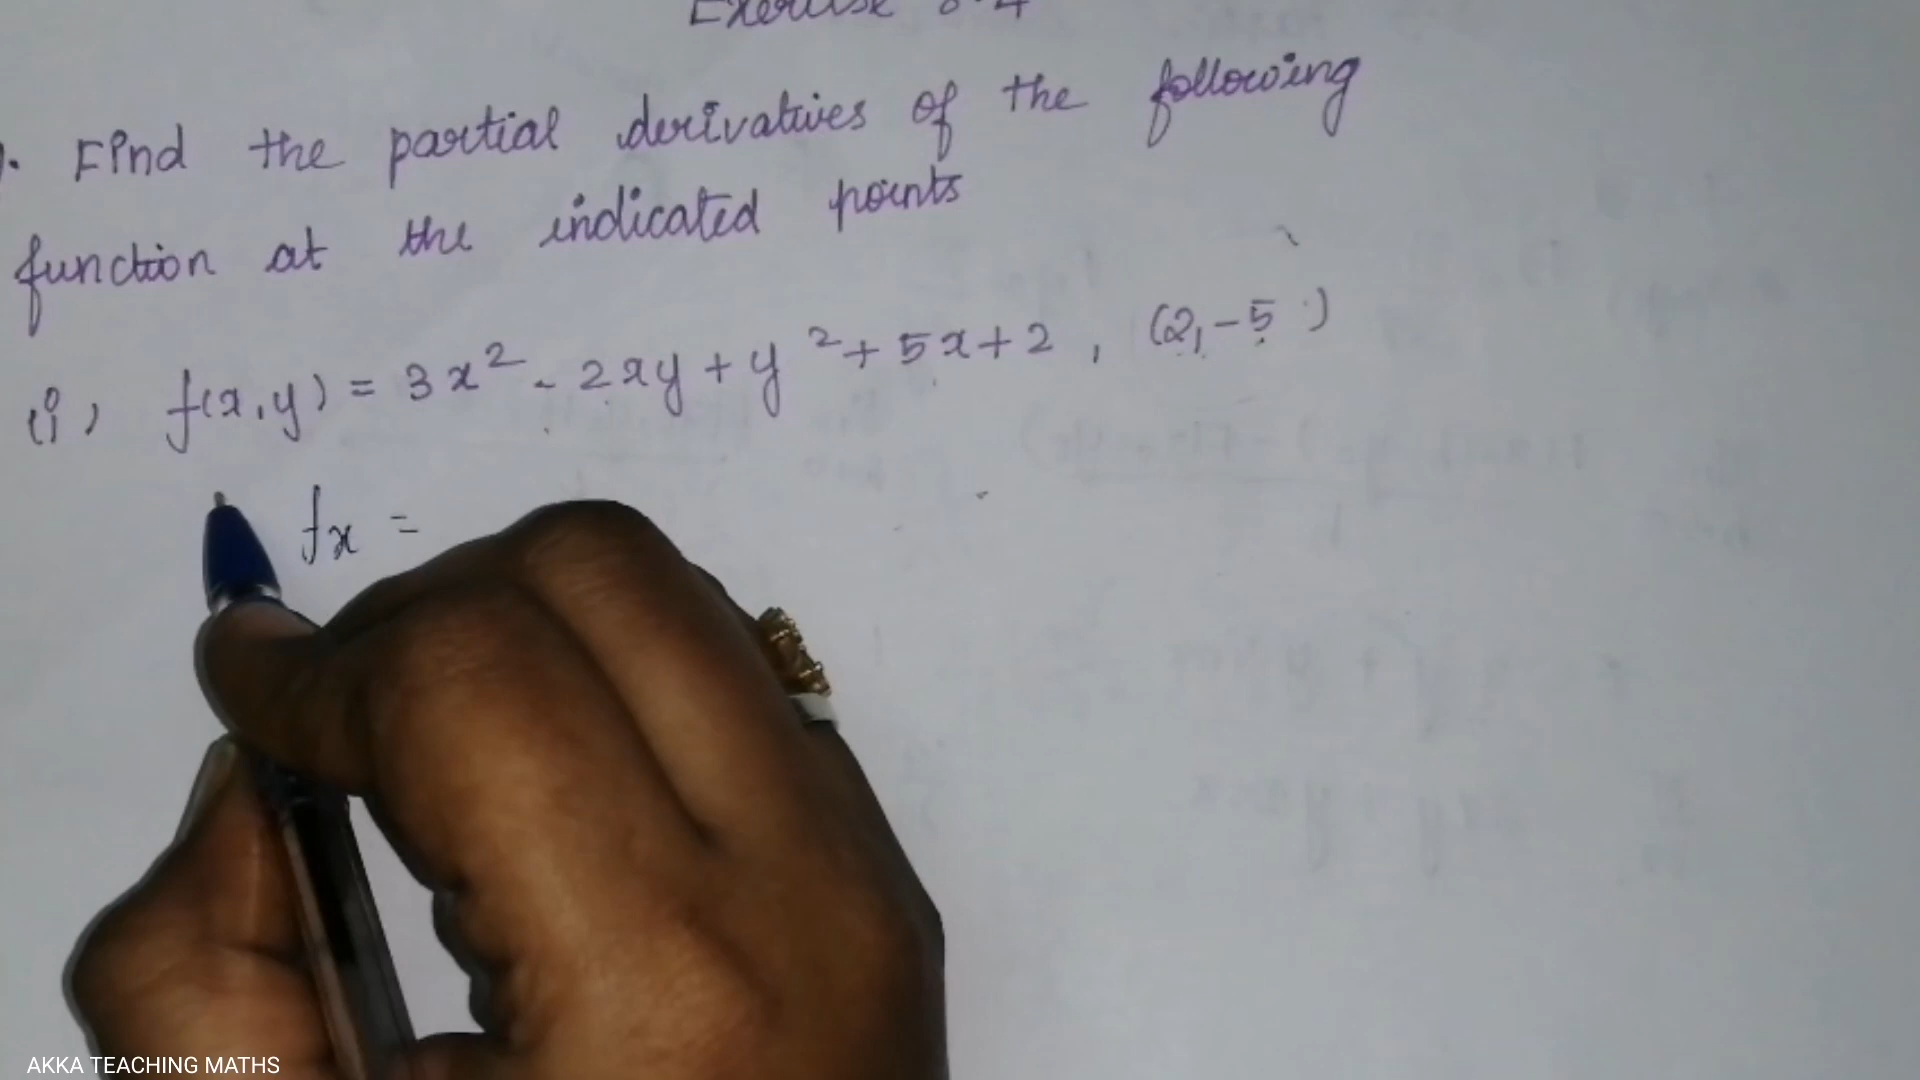 Exercise 8.4
1. Find the partial derivatives of the following
function at the indicated points
(i) f(x,y) = 3x² - 2xy + y² + 5x + 2 , (2,-5)
fx =
AKKA TEACHING MATHS